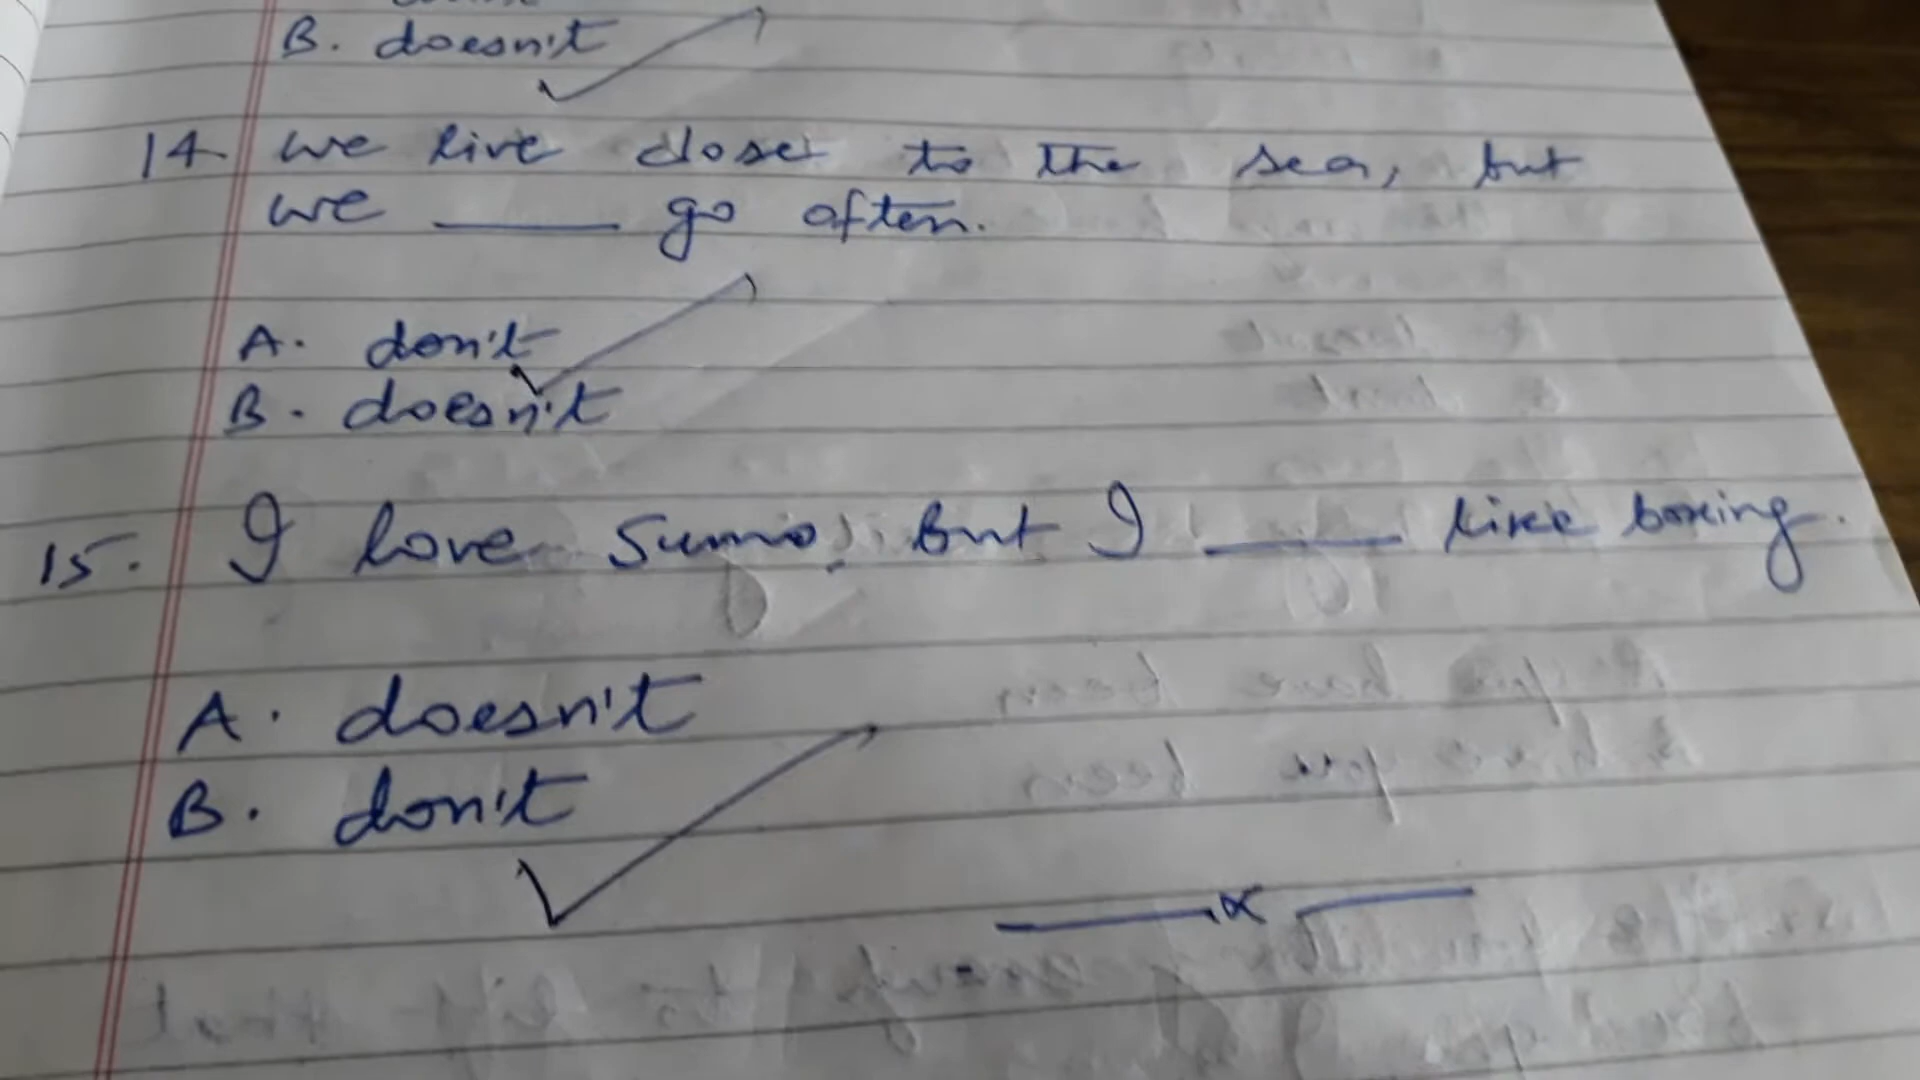 B. doesn't
14. we live close to the sea, but
we ____ go often.
A. don't
B. doesn't
15. I love Sumo, but I ____ like boxing.
A. doesn't
B. don't